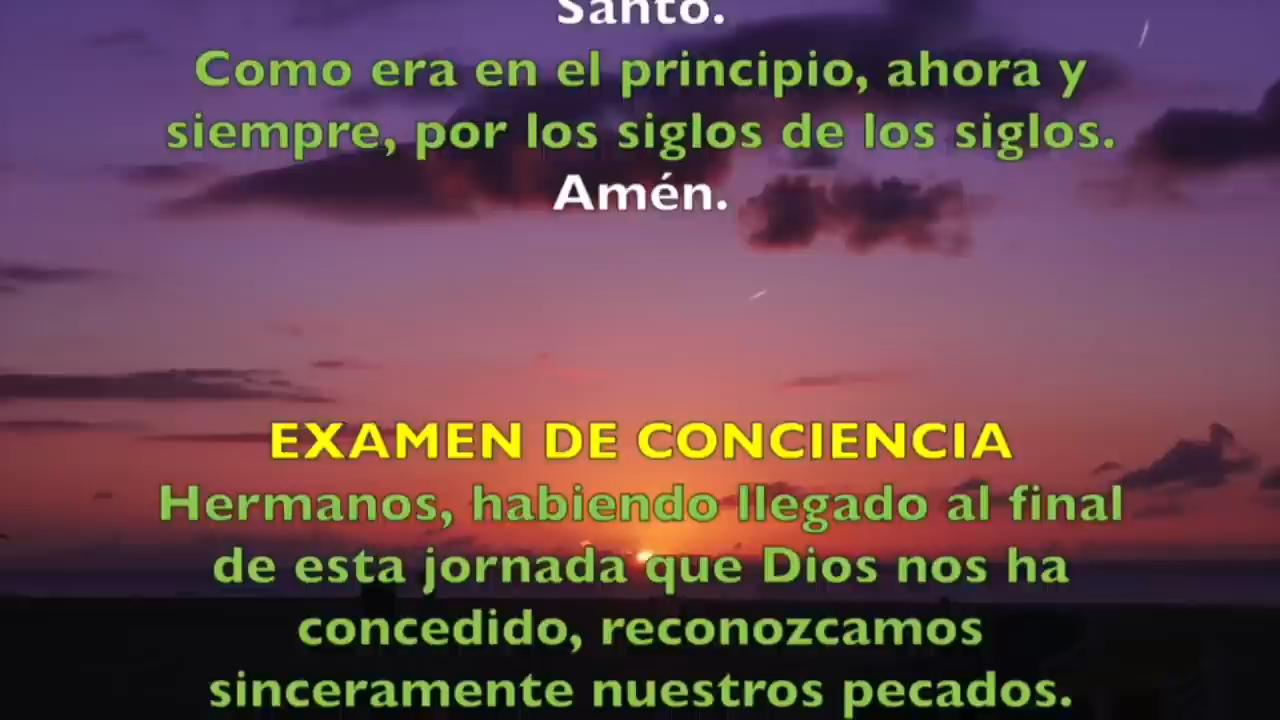 Santo.
Como era en el principio, ahora y
siempre, por los siglos de los siglos.
Amén.
EXAMEN DE CONCIENCIA
Hermanos, habiendo llegado al final
de esta jornada que Dios nos ha
concedido, reconozcamos
sinceramente nuestros pecados.